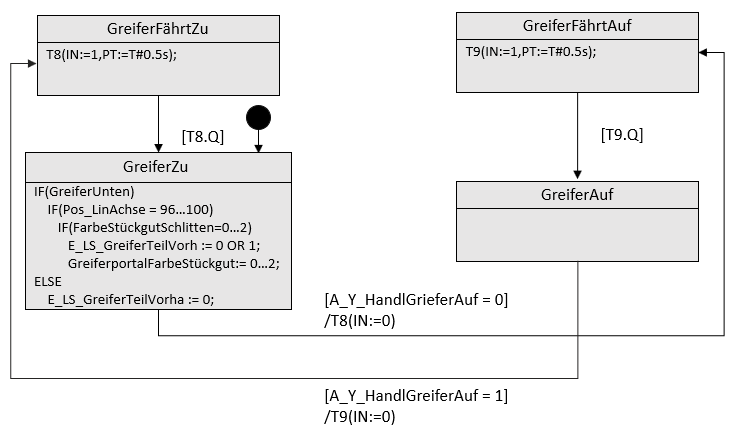 GreiferFährtZu
T8(IN:=1,PT:=T#0.5s);
GreiferFährtAuf
T9(IN:=1,PT:=T#0.5s);
[T8.Q]
[T9.Q]
GreiferZu
IF(GreiferUnten)
IF(Pos_LinAchse = 96...100)
IF(FarbeStückgutSchlitten=0...2)
E_LS_GreiferTeilVorh := 0 OR 1;
GreiferportalFarbeStückgut:= 0...2;
ELSE
E_LS_GreiferTeilVorha := 0;
GreiferAuf
[A_Y_HandlGrieferAuf = 0]
/T8(IN:=0)
[A_Y_HandlGreiferAuf = 1]
/T9(IN:=0)